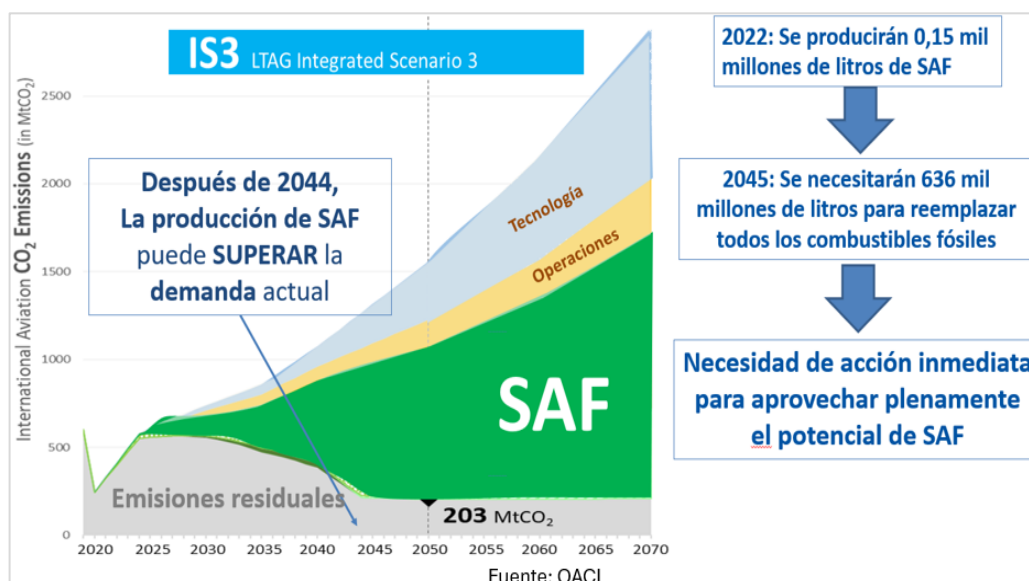 IS3 LTAG Integrated Scenario 3
International Aviation CO₂ Emissions (in MtCO₂)
2500
2000
1500
1000
500
0
Después de 2044,
La producción de SAF
puede SUPERAR la
demanda actual
Tecnología
Operaciones
SAF
Emisiones residuales
203 MtCO₂
2020 2025 2030 2035 2040 2045 2050 2055 2060 2065 2070
Fuente: OACI
2022: Se producirán 0,15 mil
millones de litros de SAF
2045: Se necesitarán 636 mil
millones de litros para reemplazar
todos los combustibles fósiles
Necesidad de acción inmediata
para aprovechar plenamente
el potencial de SAF